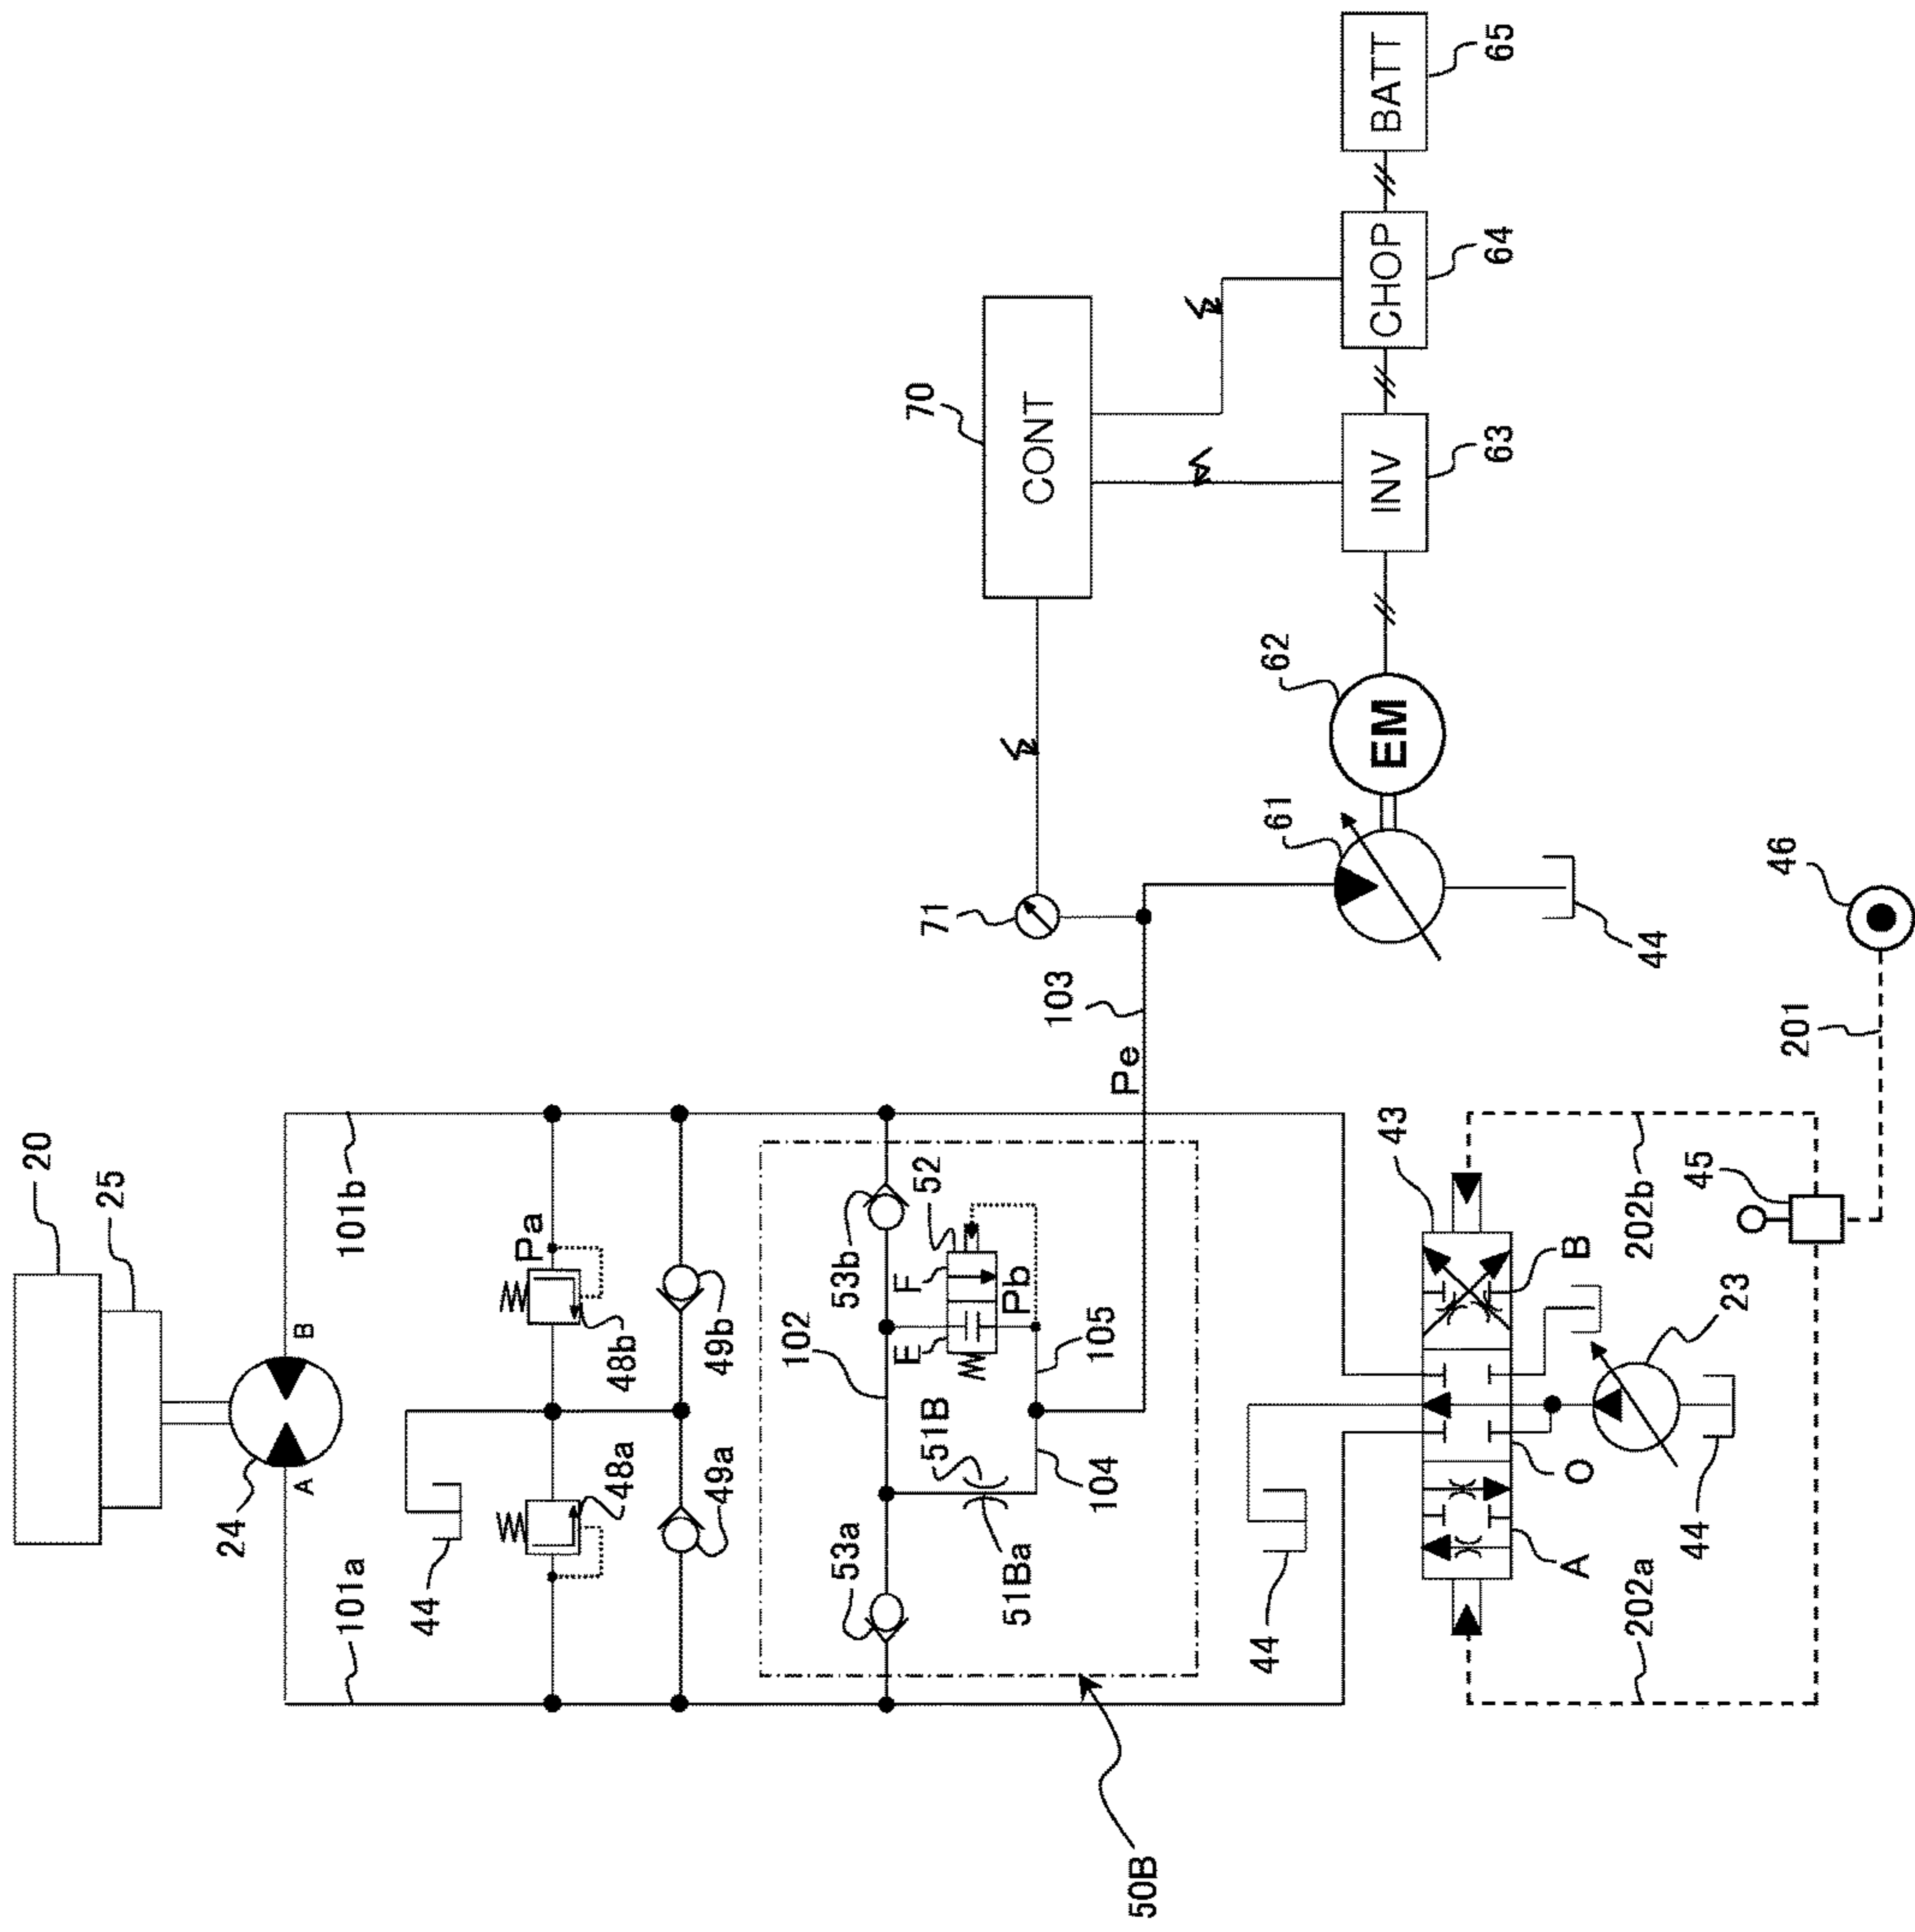 20
25
24
A
B
101a
101b
44
Pa
48a
48b
49a
49b
102
53a
53b
52
F
E
Pb
51B
51Ba
104
105
50B
Pe
103
71
70
CONT
61
62
EM
INV
63
CHOP
64
BATT
65
44
44
43
A
O
B
23
44
45
46
201
202a
202b